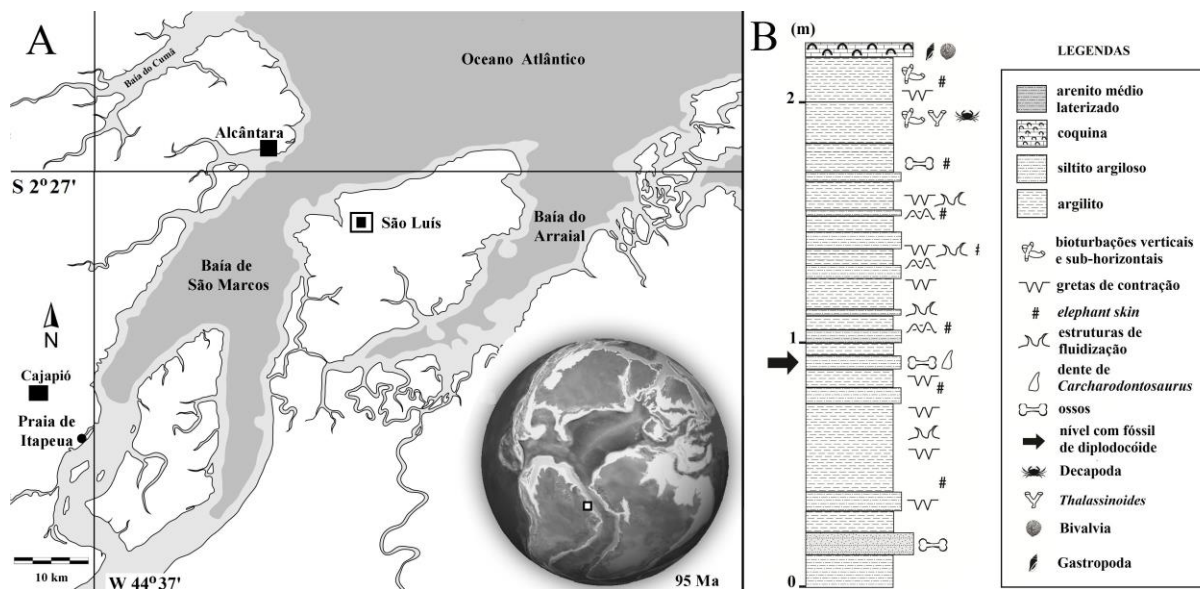 A
Baía do Cumã
Oceano Atlântico
Alcântara
S 2º 27'
São Luís
Baía do
Arraial
Baía de
São Marcos
N
Cajapió
Praia de
Itapeua
10 km
W 44º 37'
95 Ma
B
(m)
2
1
0
#
#
#
#
#
#
#
LEGENDAS
arenito médio
laterizado
coquina
siltito argiloso
argilito
bioturbações verticais
e sub-horizontais
gretas de contração
# elephant skin
estruturas de
fluidização
dente de
Carcharodontosaurus
ossos
nível com fóssil
de diplodocóide
Decapoda
Thalassinoides
Bivalvia
Gastropoda